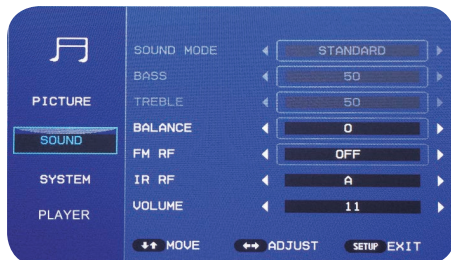 SOUND MODE STANDARD
BASS 50
PICTURE
TREBLE 50
SOUND
BALANCE 0
FM RF OFF
SYSTEM
IR RF A
PLAYER
VOLUME 11
MOVE ADJUST SETUP EXIT